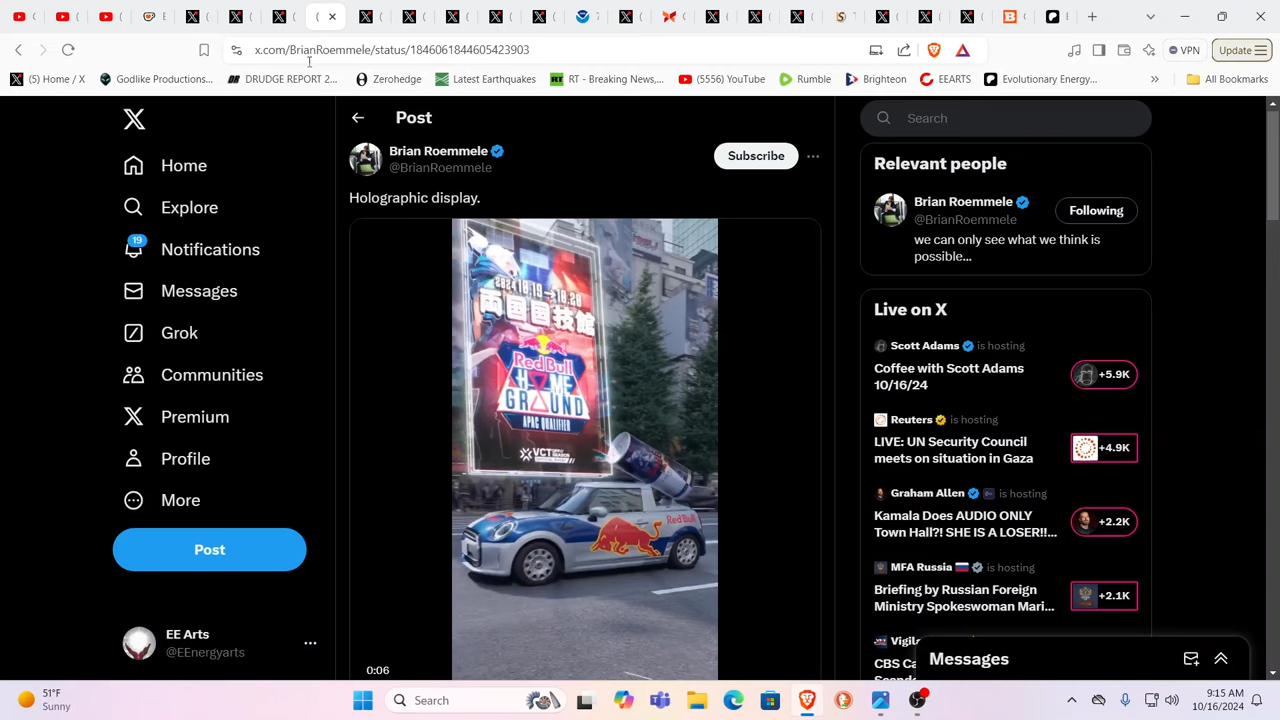 x.com/BrianRoemmele/status/1846061844605423903
VPN
Update
(5) Home / X
Godlike Productions...
DRUDGE REPORT 2...
Zerohedge
Latest Earthquakes
RT - Breaking News,...
(5556) YouTube
Rumble
Brighteon
EEARTS
Evolutionary Energy...
All Bookmarks
Home
Explore
19
Notifications
Messages
Grok
Communities
Premium
Profile
More
Post
EE Arts
@EEnergyarts
Post
Brian Roemmele
@BrianRoemmele
Subscribe
Holographic display.
2024.10.19
10.20
両国国技館
Red Bull
HOME
GROUND
APAC QUALIFIER
VCT
RedBull
0:06
Search
Relevant people
Brian Roemmele
@BrianRoemmele
Following
we can only see what we think is
possible...
Live on X
Scott Adams is hosting
Coffee with Scott Adams
10/16/24
+5.9K
Reuters is hosting
LIVE: UN Security Council
meets on situation in Gaza
+4.9K
Graham Allen is hosting
Kamala Does AUDIO ONLY
Town Hall?! SHE IS A LOSER!!...
+2.2K
MFA Russia is hosting
Briefing by Russian Foreign
Ministry Spokeswoman Mari...
+2.1K
Messages
51°F
Sunny
Search
9:15 AM
10/16/2024